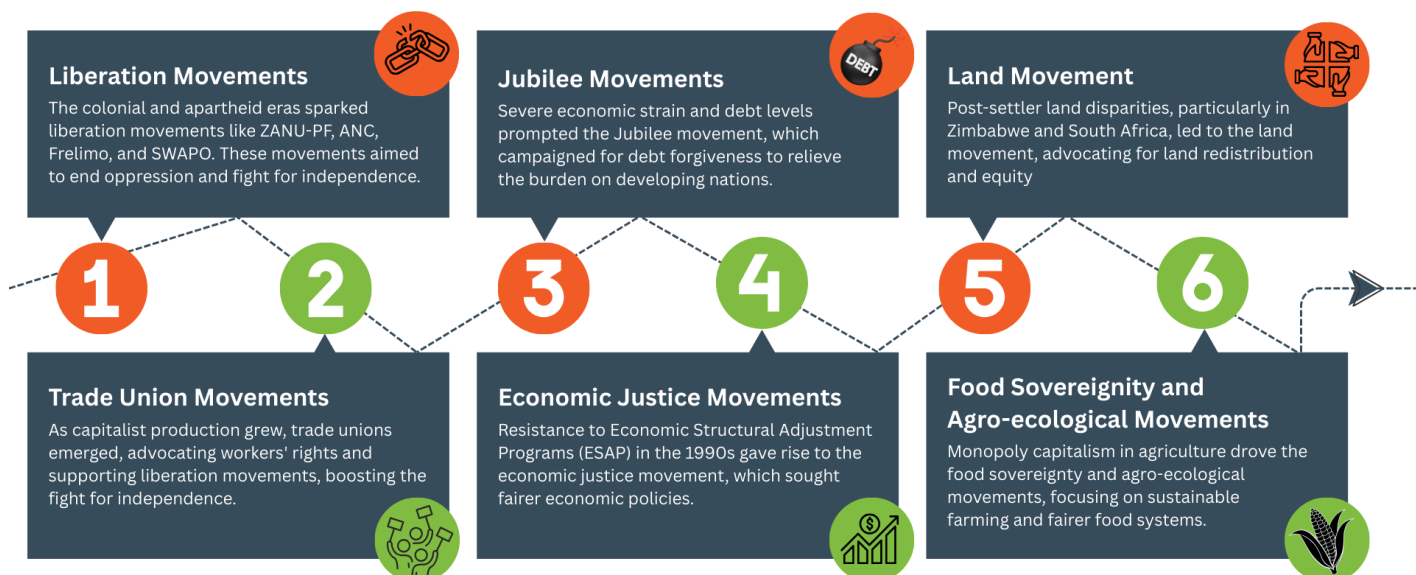 Liberation Movements
The colonial and apartheid eras sparked
liberation movements like ZANU-PF, ANC,
Frelimo, and SWAPO. These movements aimed
to end oppression and fight for independence.
1
2
Trade Union Movements
As capitalist production grew, trade unions
emerged, advocating workers' rights and
supporting liberation movements, boosting the
fight for independence.
DEBT
Jubilee Movements
Severe economic strain and debt levels
prompted the Jubilee movement, which
campaigned for debt forgiveness to relieve
the burden on developing nations.
3
4
Economic Justice Movements
Resistance to Economic Structural Adjustment
Programs (ESAP) in the 1990s gave rise to the
economic justice movement, which sought
fairer economic policies.
$
Land Movement
Post-settler land disparities, particularly in
Zimbabwe and South Africa, led to the land
movement, advocating for land redistribution
and equity
5
6
Food Sovereignity and
Agro-ecological Movements
Monopoly capitalism in agriculture drove the
food sovereignty and agro-ecological
movements, focusing on sustainable
farming and fairer food systems.